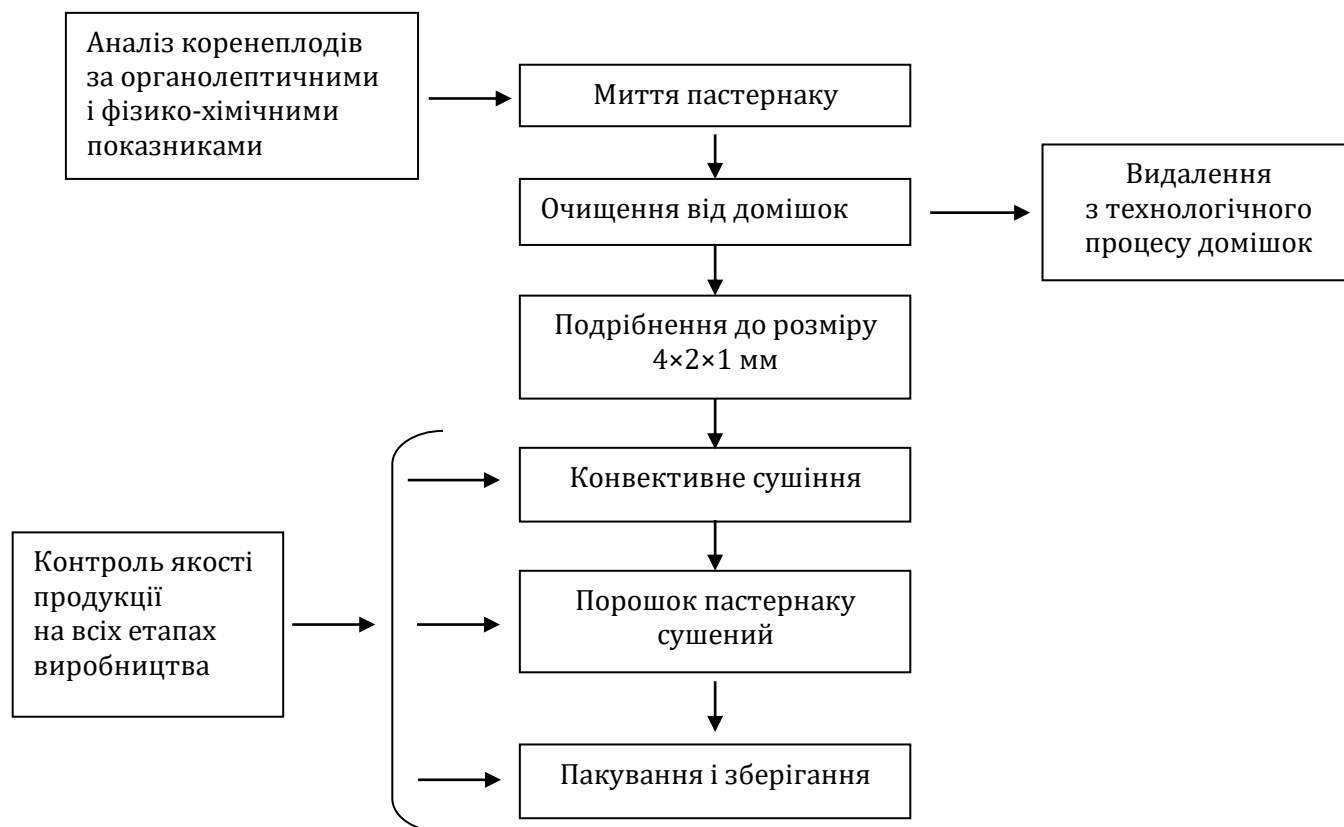 Аналіз коренеплодів
за органолептичними
і фізико-хімічними
показниками
Миття пастернаку
Очищення від домішок
Видалення
з технологічного
процесу домішок
Подрібнення до розміру
4×2×1 мм
Конвективне сушіння
Контроль якості
продукції
на всіх етапах
виробництва
Порошок пастернаку
сушений
Пакування і зберігання